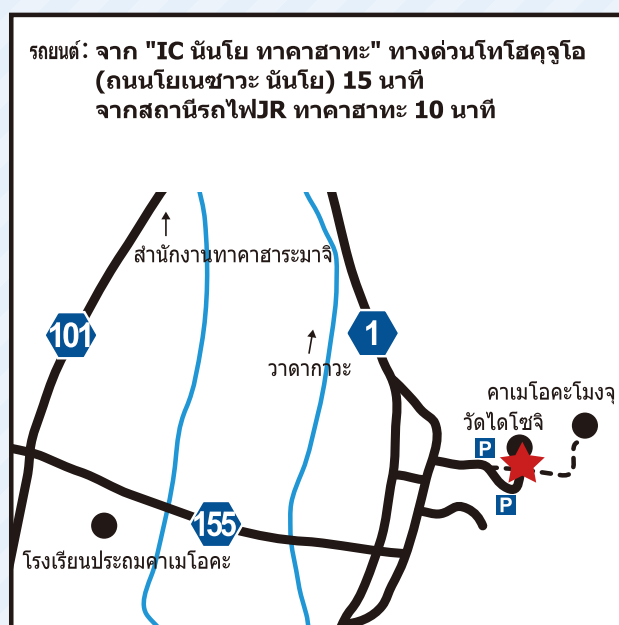 รถยนต์: จาก "IC นันโย ทาคาฮาทะ" ทางด่วนโทโฮคุจูโอ
(ถนนโยเนซาวะ นันโย) 15 นาที
จากสถานีรถไฟJR ทาคาฮาทะ 10 นาที
↑
สำนักงานทาคาฮาระมาจิ
101
1
↑
วาดากาวะ
คาเมโอคะโมงจุ
วัดไดโซจิ
P
P
155
โรงเรียนประถมคาเมโอคะ